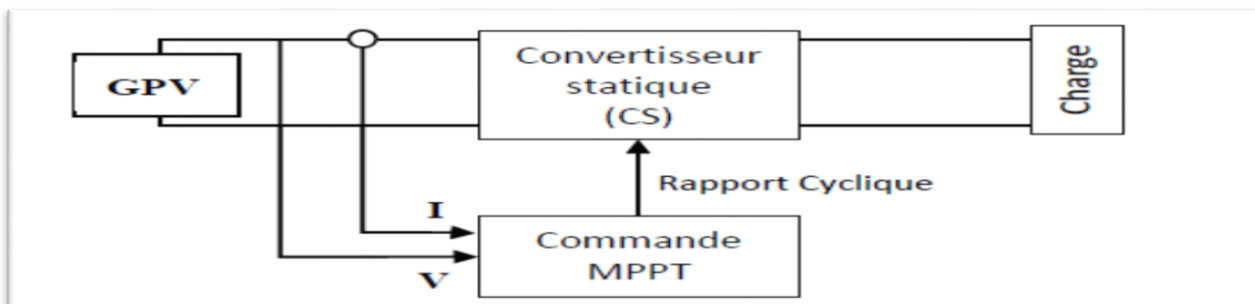 GPV
Convertisseur
statique
(CS)
Charge
Rapport Cyclique
I
V
Commande
MPPT